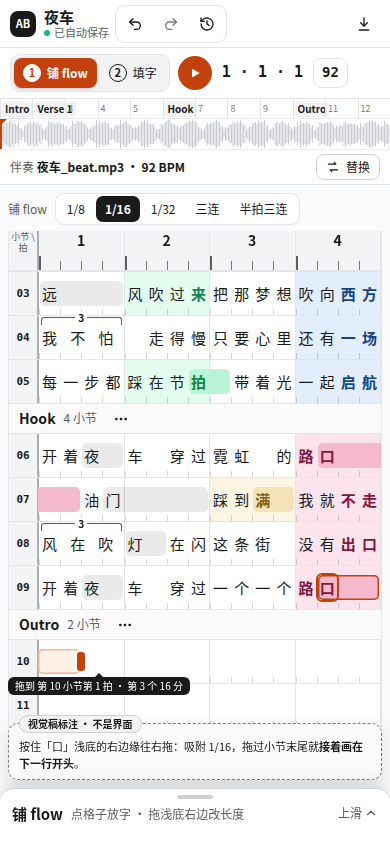 AB
夜车
已自动保存
1 铺 flow
2 填字
1 · 1 · 1
92
Intro Verse 1 4 5 Hook 7 8 9 Outro 11 12
伴奏 夜车_beat.mp3 · 92 BPM
替换
铺 flow 1/8 1/16 1/32 三连 半拍三连
小节\拍 1 2 3 4
03 远 风吹过来 把那梦想 吹向西方
3
04 我不怕 走得慢 只要心里 还有一场
05 每一步都 踩在节拍 带着光 一起启航
Hook 4 小节 ···
06 开着夜 车 穿过 霓虹 的 路口
07 油门 踩到满 我就不走
3
08 风在吹 灯 在闪 这条街 没有出口
09 开着夜 车 穿过 一个一个 路口
Outro 2 小节 ···
10
拖到 第 10 小节第 1 拍 · 第 3 个 16 分
11
视觉稿标注 · 不是界面
按住「口」浅底的右边缘往右拖：吸附 1/16，拖过小节末尾就接着画在
下一行开头。
铺 flow 点格子放字 · 拖浅底右边改长度
上滑